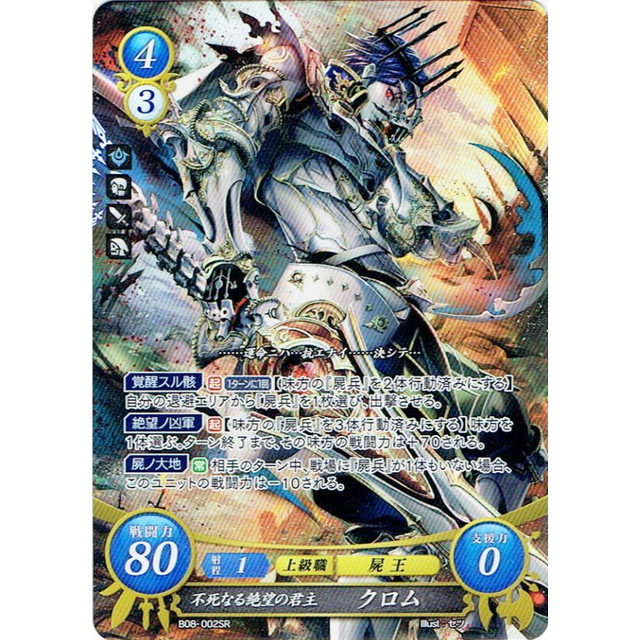 4
3
……運命ニハ…抗エナイ……決シテ…
覚醒スル骸 起 1ターンに1回 【味方の『屍兵』を2体行動済みにする】
自分の退避エリアから『屍兵』を1枚選び、出撃させる。
絶望ノ凶軍 起 【味方の『屍兵』を3体行動済みにする】味方を
1体選ぶ。ターン終了まで、その味方の戦闘力は+70される。
屍ノ大地 常 相手のターン中、戦場に『屍兵』が1体もいない場合、
このユニットの戦闘力は-10される。
戦闘力 80
射程 1 上級職 屍王
支援力 0
不死なる絶望の君主 クロム
B08-002SR
Illust:セツ